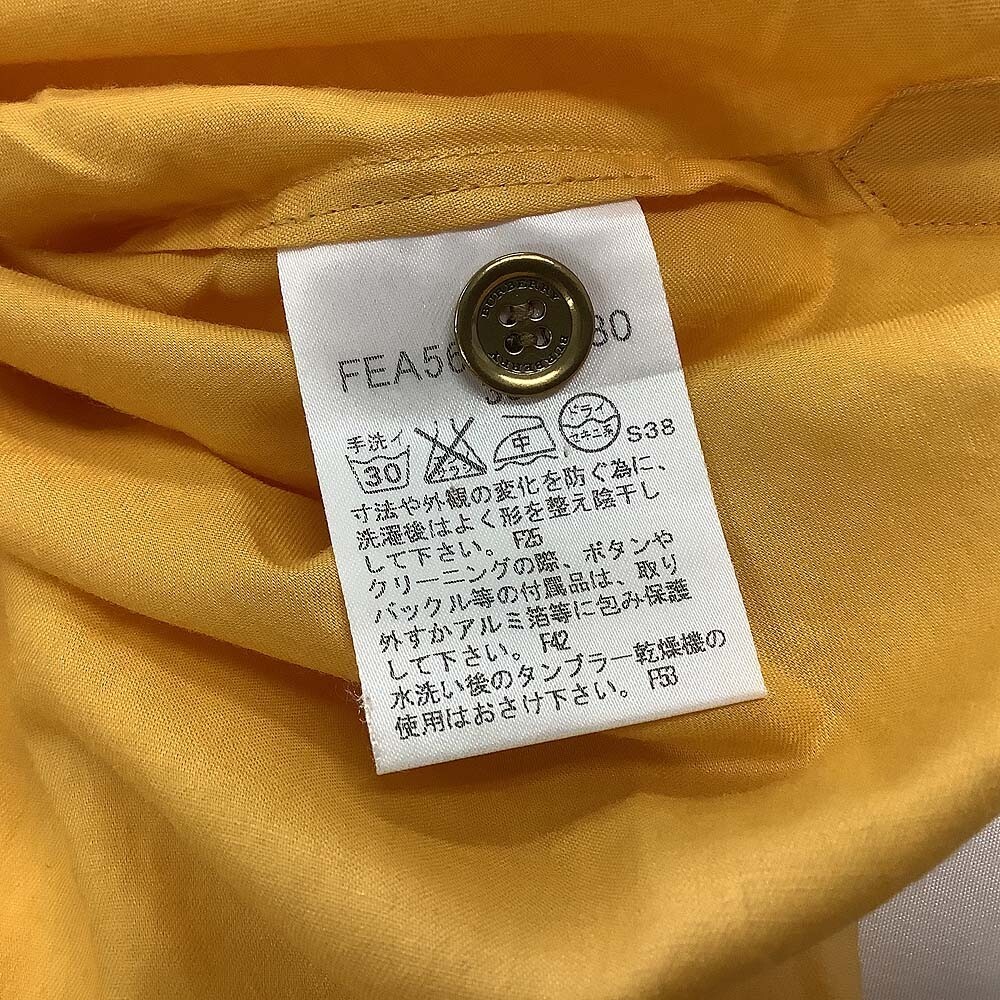 BURBERRY
BURBERRY
FEA56 30
手洗イ
30
中
ドライ
S38
寸法や外観の変化を防ぐ為に、
洗濯後はよく形を整え陰干し
して下さい。 F25
クリーニングの際、ボタンや
バックル等の付属品は、取り
外すかアルミ箔等に包み保護
して下さい。 F42
水洗い後のタンブラー乾燥機の
使用はおさけ下さい。 F53